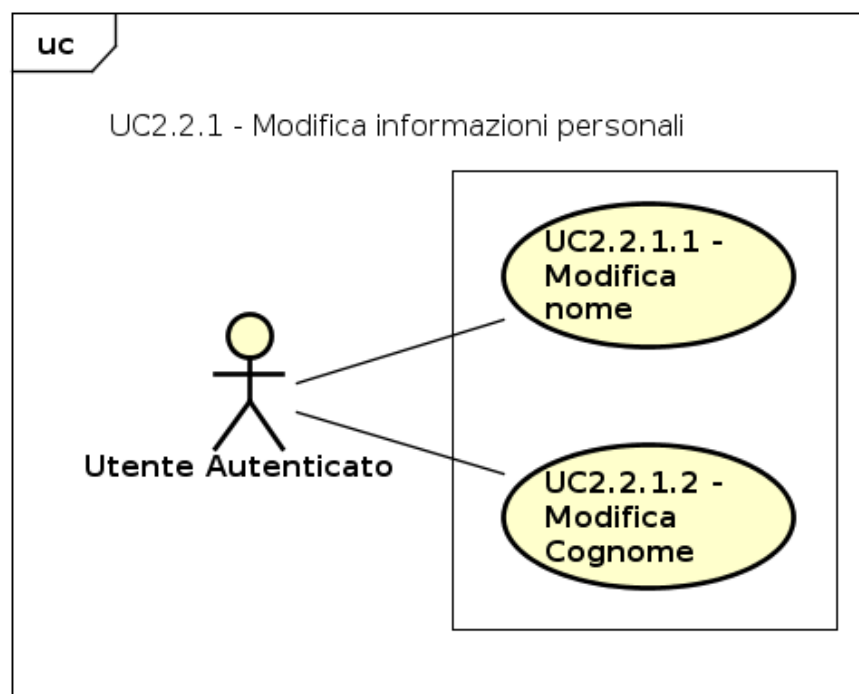 uc
UC2.2.1 - Modifica informazioni personali
UC2.2.1.1 -
Modifica
nome
Utente Autenticato
UC2.2.1.2 -
Modifica
Cognome